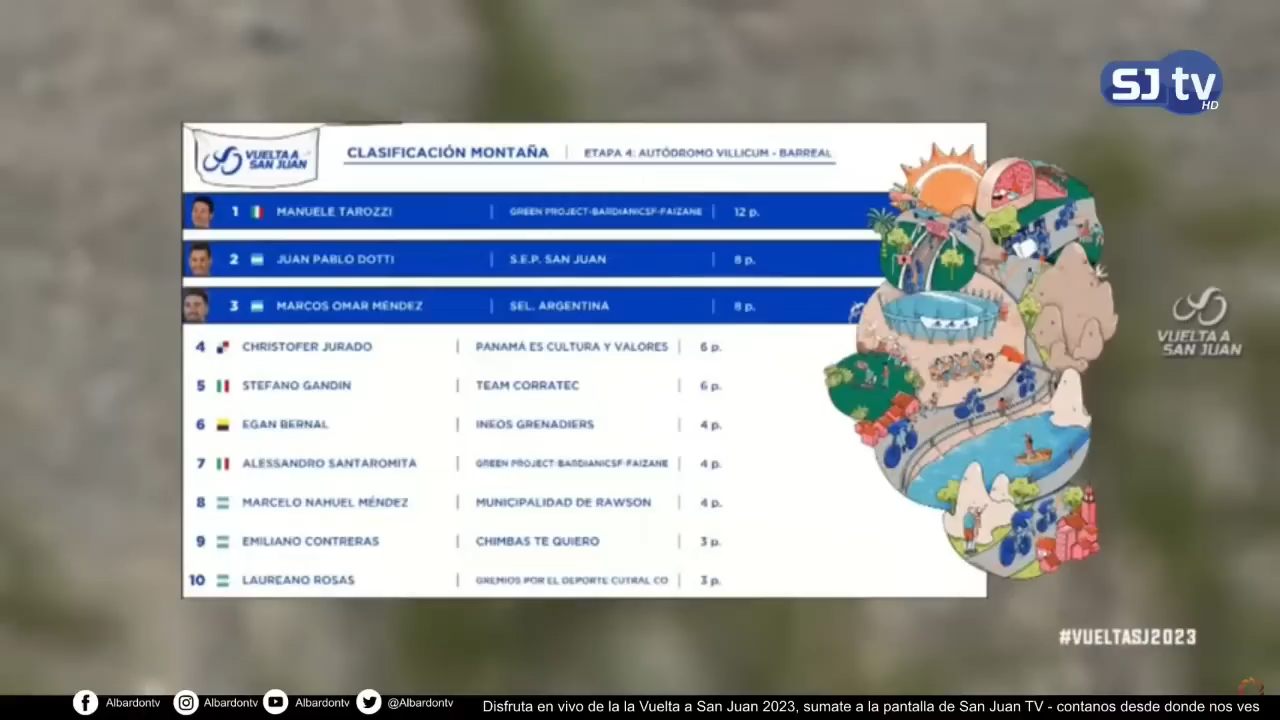 SJ tv
HD
VUELTA A
SAN JUAN
CLASIFICACIÓN MONTAÑA | ETAPA 4: AUTÓDROMO VILLICUM - BARREAL
1 MANUELE TAROZZI | GREEN PROJECT-BARDIANICSF-FAIZANE | 12 p.
2 JUAN PABLO DOTTI | S.E.P. SAN JUAN | 8 p.
3 MARCOS OMAR MÉNDEZ | SEL. ARGENTINA | 8 p.
4 CHRISTOFER JURADO | PANAMÁ ES CULTURA Y VALORES | 6 p.
5 STEFANO GANDIN | TEAM CORRATEC | 6 p.
6 EGAN BERNAL | INEOS GRENADIERS | 4 p.
7 ALESSANDRO SANTAROMITA | GREEN PROJECT-BARDIANICSF-FAIZANE | 4 p.
8 MARCELO NAHUEL MÉNDEZ | MUNICIPALIDAD DE RAWSON | 4 p.
9 EMILIANO CONTRERAS | CHIMBAS TE QUIERO | 3 p.
10 LAUREANO ROSAS | GREMIOS POR EL DEPORTE CUTRAL CO | 3 p.
VUELTA A
SAN JUAN
#VUELTASJ2023
Albardontv Albardontv Albardontv @Albardontv Disfruta en vivo de la la Vuelta a San Juan 2023, sumate a la pantalla de San Juan TV - contanos desde donde nos ves